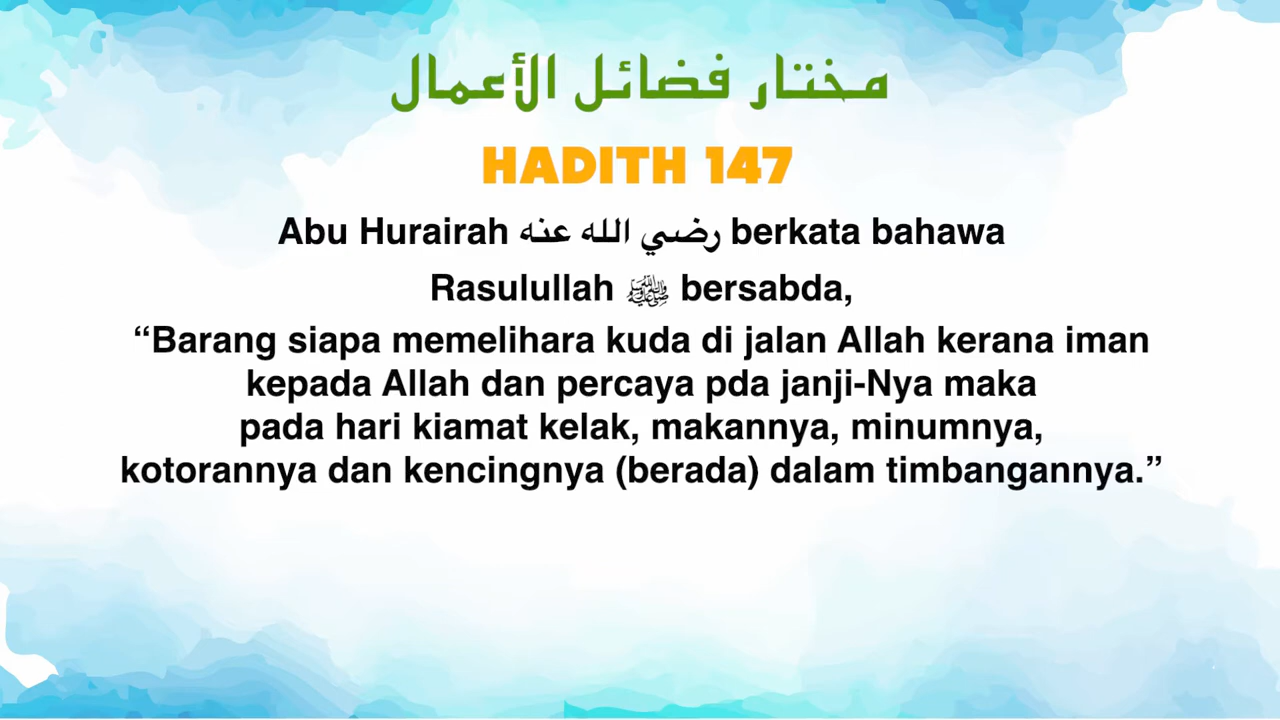 مختار فضائل الأعمال
HADITH 147
Abu Hurairah رضي الله عنه berkata bahawa
Rasulullah ﷺ bersabda,
“Barang siapa memelihara kuda di jalan Allah kerana iman
kepada Allah dan percaya pda janji-Nya maka
pada hari kiamat kelak, makannya, minumnya,
kotorannya dan kencingnya (berada) dalam timbangannya.”